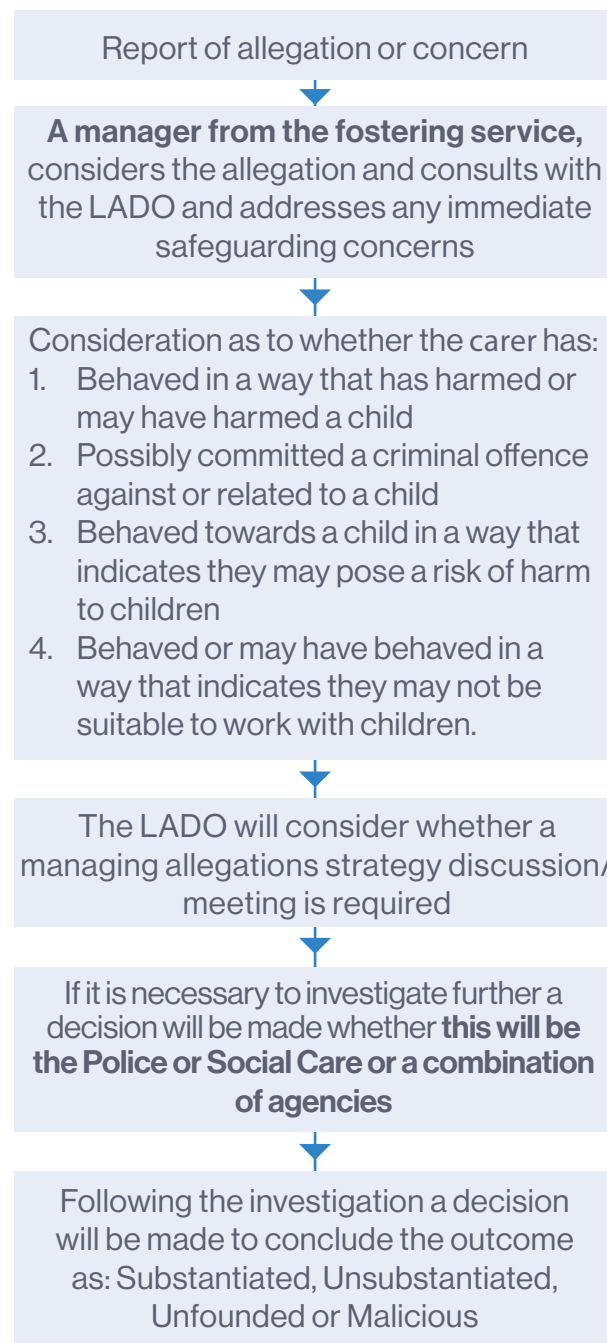 Report of allegation or concern
A manager from the fostering service,
considers the allegation and consults with
the LADO and addresses any immediate
safeguarding concerns
Consideration as to whether the carer has:
1. Behaved in a way that has harmed or
may have harmed a child
2. Possibly committed a criminal offence
against or related to a child
3. Behaved towards a child in a way that
indicates they may pose a risk of harm
to children
4. Behaved or may have behaved in a
way that indicates they may not be
suitable to work with children.
The LADO will consider whether a
managing allegations strategy discussion/
meeting is required
If it is necessary to investigate further a
decision will be made whether this will be
the Police or Social Care or a combination
of agencies
Following the investigation a decision
will be made to conclude the outcome
as: Substantiated, Unsubstantiated,
Unfounded or Malicious